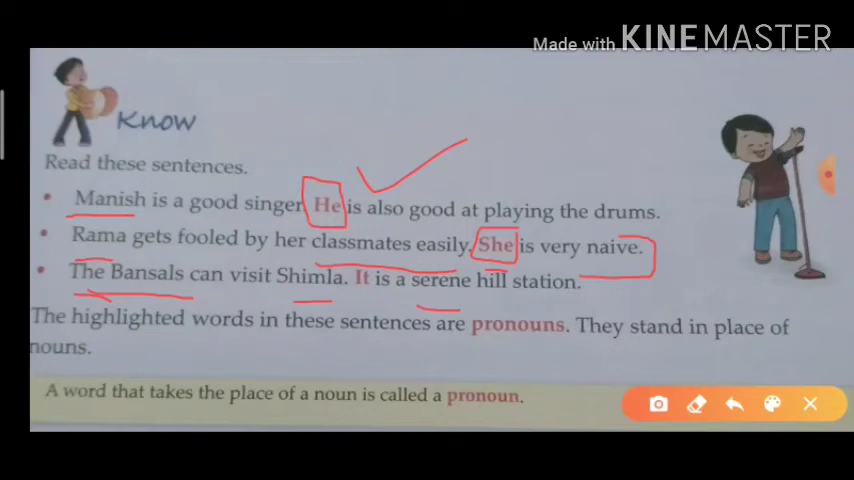 Made with KINEMASTER
Know
Read these sentences.
• Manish is a good singer. He is also good at playing the drums.
• Rama gets fooled by her classmates easily. She is very naive.
• The Bansals can visit Shimla. It is a serene hill station.
The highlighted words in these sentences are pronouns. They stand in place of
nouns.
A word that takes the place of a noun is called a pronoun.